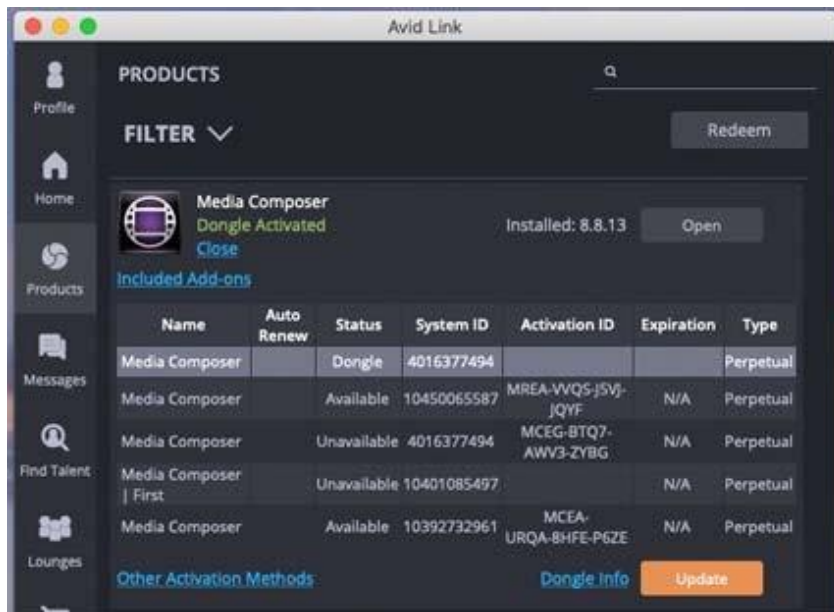 Avid Link
Profile
Home
Products
Messages
Find Talent
Lounges
PRODUCTS
FILTER
Redeem
Media Composer
Dongle Activated
Close
Installed: 8.8.13
Open
Included Add-ons
Name Auto Renew Status System ID Activation ID Expiration Type
Media Composer Dongle 4016377494 Perpetual
Media Composer Available 10450065587 MREA-VVQS-JSVJ-JQYF N/A Perpetual
Media Composer Unavailable 4016377494 MCEG-BTQ7-AWV3-ZYBG N/A Perpetual
Media Composer | First Unavailable 10401085497 N/A Perpetual
Media Composer Available 10392732961 MCEA-URQA-8HFE-P6ZE N/A Perpetual
Other Activation Methods
Dongle Info
Update